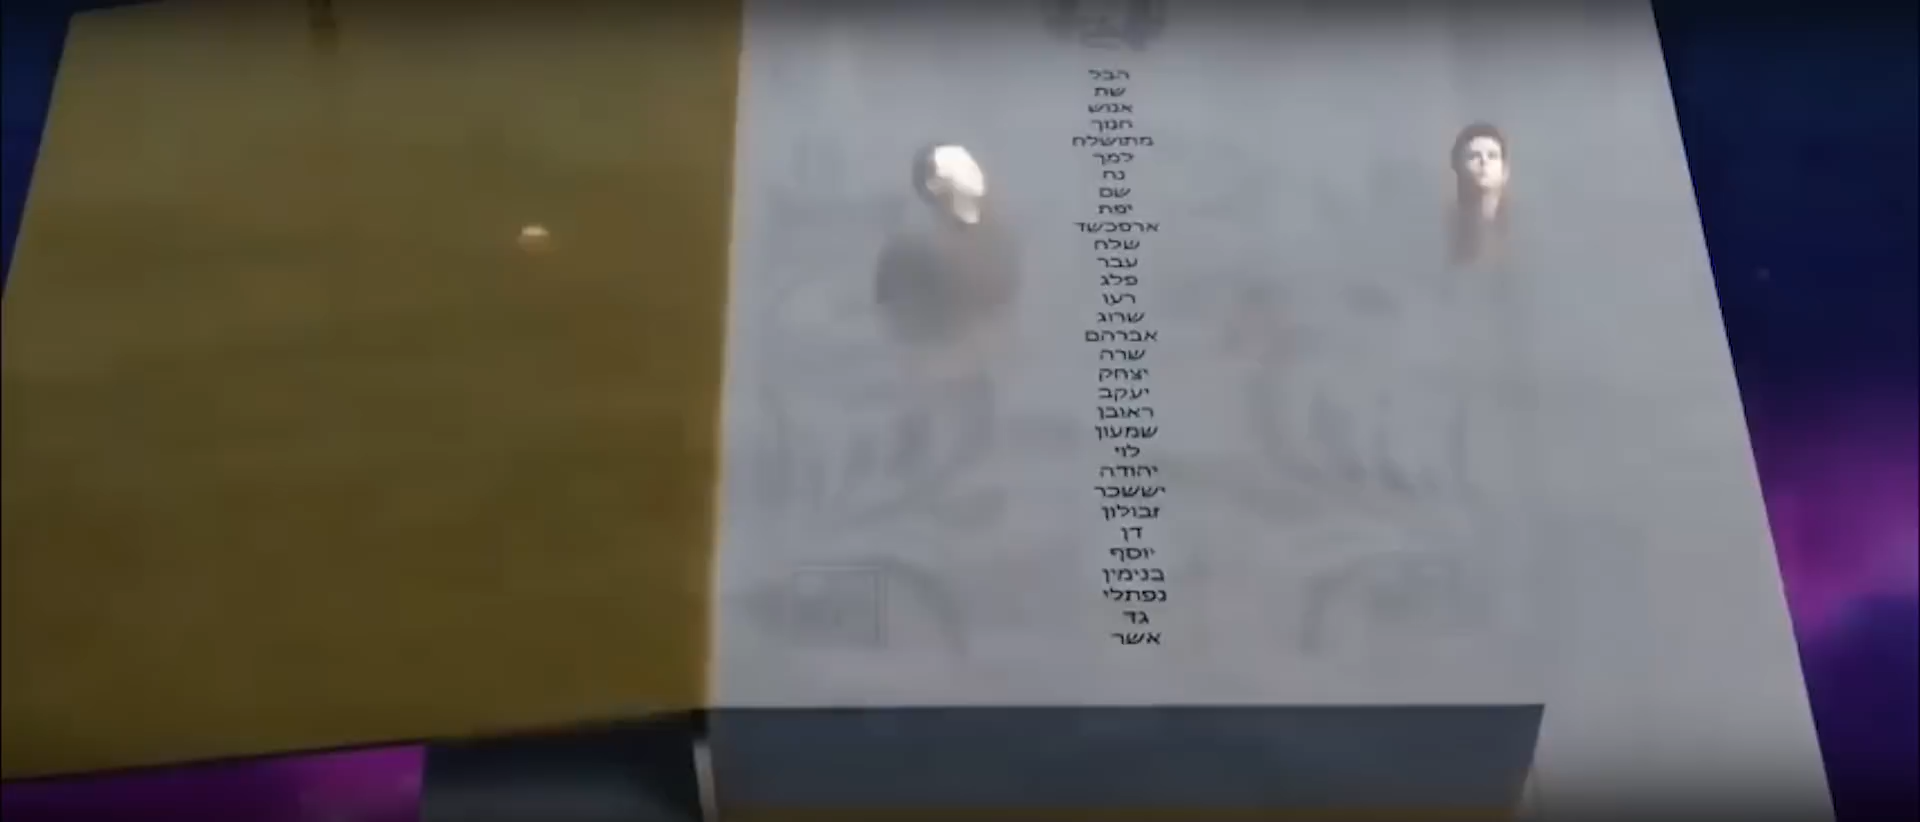 הבל
שת
אנוש
חנוך
מתושלח
למך
נח
שם
יפת
ארפכשד
שלח
עבר
פלג
רעו
שרוג
אברהם
שרה
יצחק
יעקב
ראובן
שמעון
לוי
יהודה
יששכר
זבולון
דן
יוסף
בנימין
נפתלי
גד
אשר